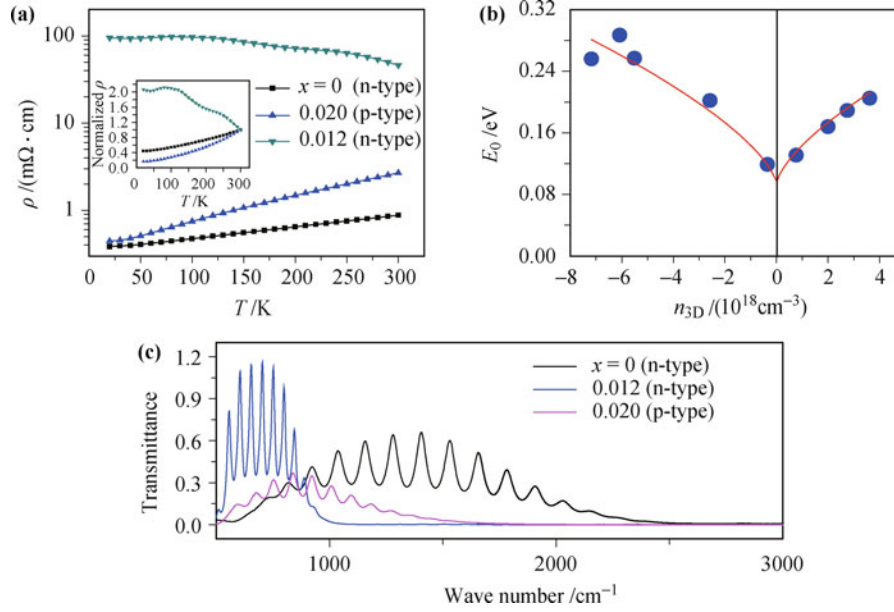 (a)
100
10
1
ρ /(mΩ · cm)
x = 0 (n-type)
0.020 (p-type)
0.012 (n-type)
Normalized ρ
2.0
1.6
1.2
0.8
0.4
0.0
0 100 200 300
T /K
0 50 100 150 200 250 300
T /K
(b)
0.32
0.24
0.16
0.08
0.00
E0 /eV
−8 −6 −4 −2 0 2 4
n3D /(10^18 cm−3)
(c)
1.2
0.9
0.6
0.3
0.0
Transmittance
x = 0 (n-type)
0.012 (n-type)
0.020 (p-type)
1000 2000 3000
Wave number /cm−1